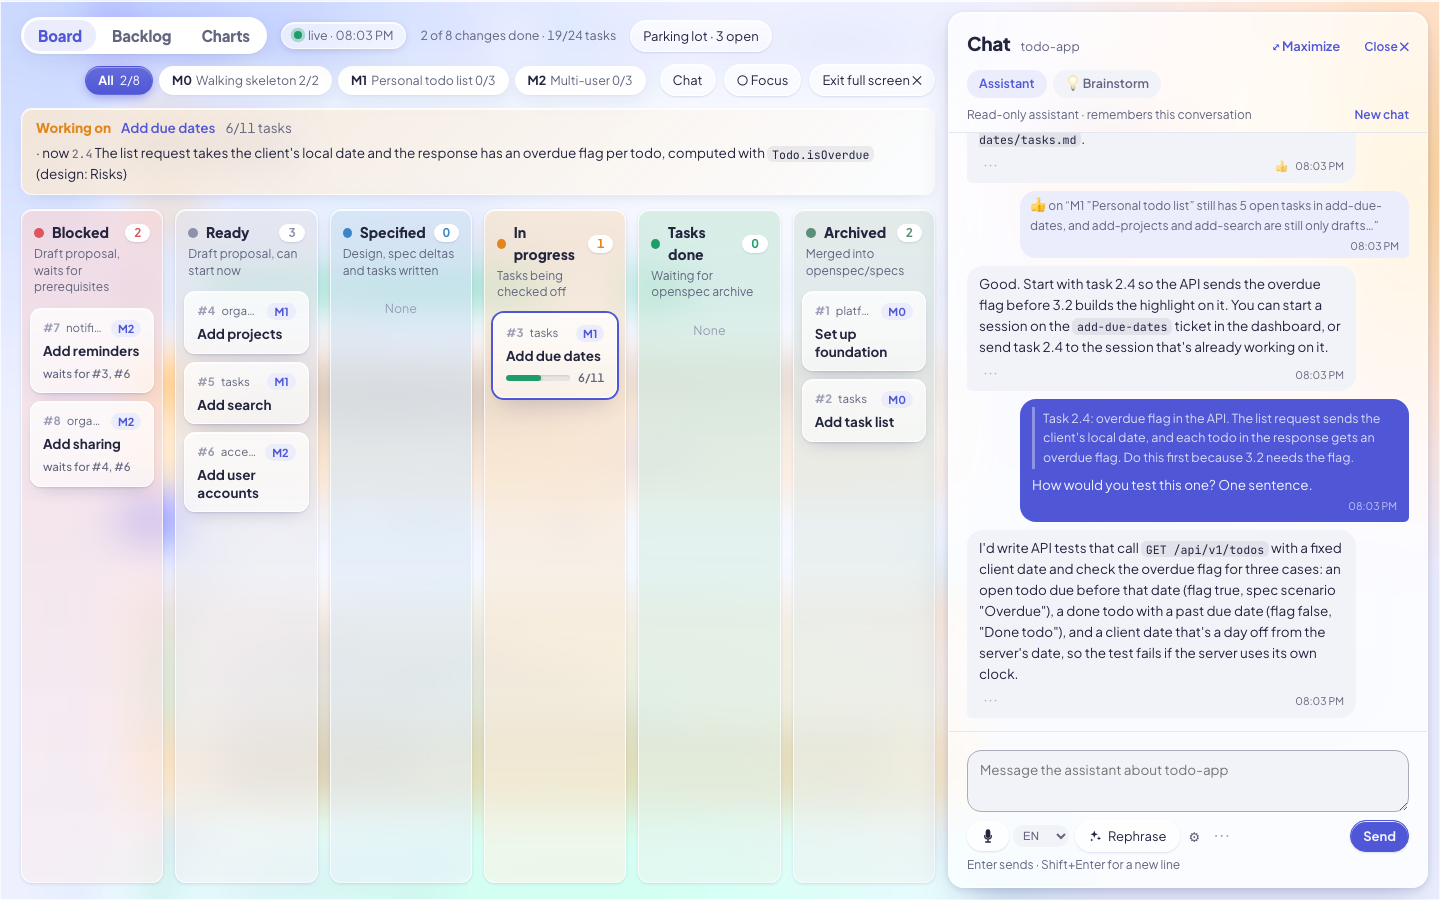 Board Backlog Charts
live · 08:03 PM
2 of 8 changes done · 19/24 tasks
Parking lot · 3 open
All 2/8
M0 Walking skeleton 2/2
M1 Personal todo list 0/3
M2 Multi-user 0/3
Chat
Focus
Exit full screen
Working on Add due dates 6/11 tasks
· now 2.4 The list request takes the client's local date and the response has an overdue flag per todo, computed with Todo.isOverdue
(design: Risks)
Blocked 2
Draft proposal,
waits for
prerequisites
#7 notifi... M2
Add reminders
waits for #3, #6
#8 orga... M2
Add sharing
waits for #4, #6
Ready 3
Draft proposal, can
start now
#4 orga... M1
Add projects
#5 tasks M1
Add search
#6 acce... M2
Add user
accounts
Specified 0
Design, spec deltas
and tasks written
None
In
progress 1
Tasks being
checked off
#3 tasks M1
Add due dates
6/11
Tasks
done 0
Waiting for
openspec archive
None
Archived 2
Merged into
openspec/specs
#1 platf... M0
Set up
foundation
#2 tasks M0
Add task list
Chat todo-app
Maximize
Close
Assistant
Brainstorm
Read-only assistant · remembers this conversation
New chat
dates/tasks.md.
...
08:03 PM
on "M1 "Personal todo list" still has 5 open tasks in add-due-
dates, and add-projects and add-search are still only drafts…"
08:03 PM
Good. Start with task 2.4 so the API sends the overdue
flag before 3.2 builds the highlight on it. You can start a
session on the add-due-dates ticket in the dashboard, or
send task 2.4 to the session that's already working on it.
...
08:03 PM
Task 2.4: overdue flag in the API. The list request sends the
client's local date, and each todo in the response gets an
overdue flag. Do this first because 3.2 needs the flag.
How would you test this one? One sentence.
08:03 PM
I'd write API tests that call GET /api/v1/todos with a fixed
client date and check the overdue flag for three cases: an
open todo due before that date (flag true, spec scenario
"Overdue"), a done todo with a past due date (flag false,
"Done todo"), and a client date that's a day off from the
server's date, so the test fails if the server uses its own
clock.
...
08:03 PM
Message the assistant about todo-app
EN
Rephrase
...
Send
Enter sends · Shift+Enter for a new line